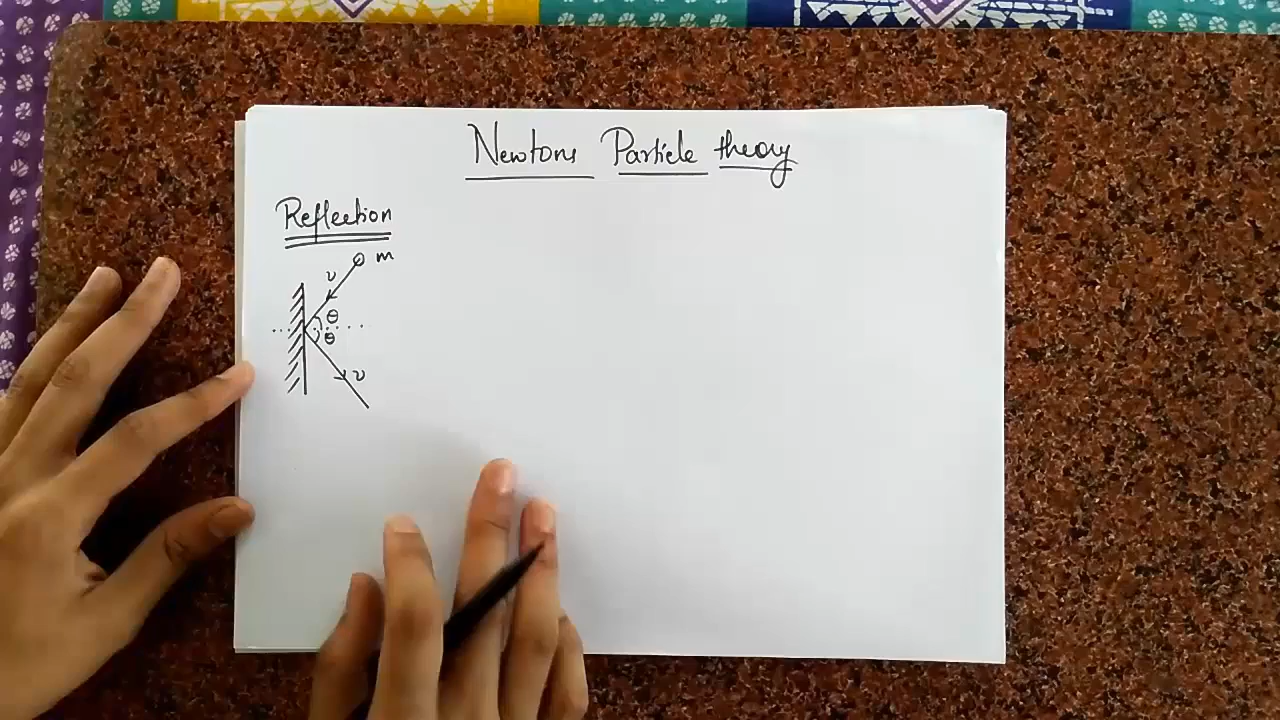 Newtons Particle theory
Reflection
m
v
θ
θ
v